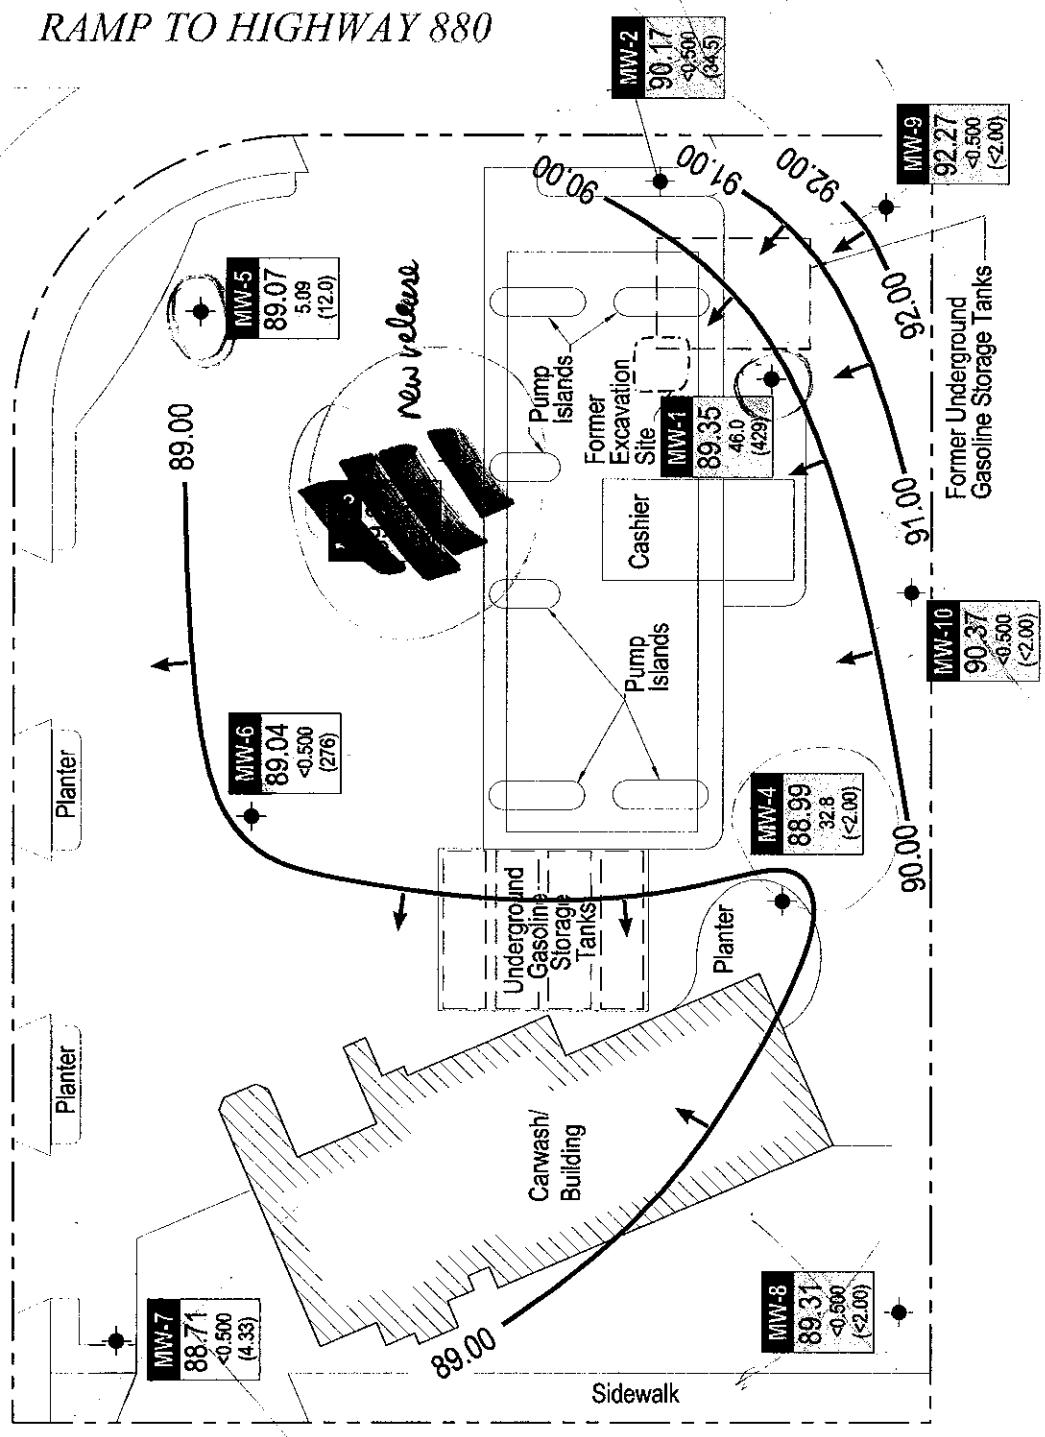 RAMP TO HIGHWAY 880
MW-2
90.17
<0.500
(34.5)
MW-9
92.27
<0.500
(<2.00)
90.00
91.00
92.00
MW-5
89.07
5.09
(12.0)
new release
92.00
Former Underground
Gasoline Storage Tanks
Pump
Islands
Former
Excavation
Site
MW-1
89.35
46.0
(429)
89.00
91.00
Cashier
MW-10
90.37
<0.500
(<2.00)
Pump
Islands
MW-6
89.04
<0.500
(276)
Planter
MW-4
88.99
32.8
(<2.00)
90.00
Underground
Gasoline
Storage
Tanks
Planter
Planter
Carwash/
Building
MW-7
88.71
<0.500
(4.33)
89.00
MW-8
89.31
<0.500
(<2.00)
Sidewalk